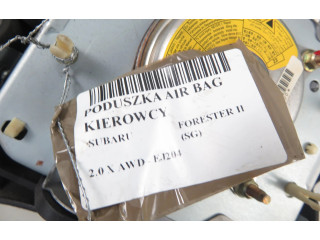 PODUSZKA AIR BAG
KIEROWCY
SUBARU FORESTER II
(SG)
2.0 X AWD EJ204